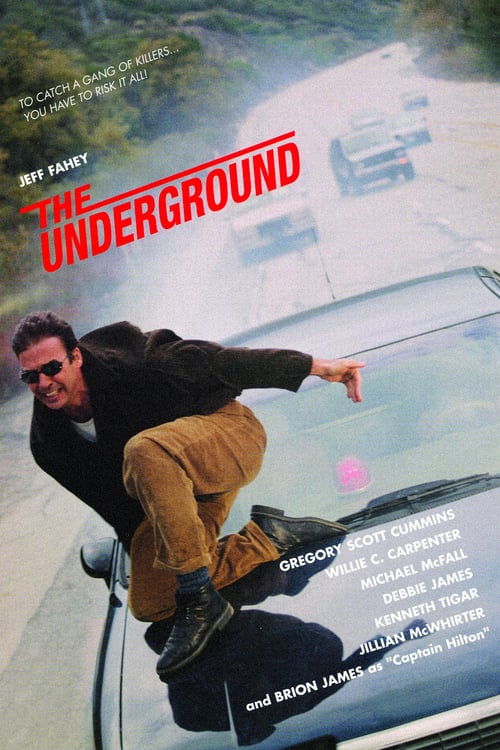 TO CATCH A GANG OF KILLERS...
YOU HAVE TO RISK IT ALL!
JEFF FAHEY
THE
UNDERGROUND
GREGORY SCOTT CUMMINS
WILLIE C. CARPENTER
MICHAEL McFALL
DEBBIE JAMES
KENNETH TIGAR
JILLIAN McWHIRTER
and BRION JAMES as "Captain Hilton"